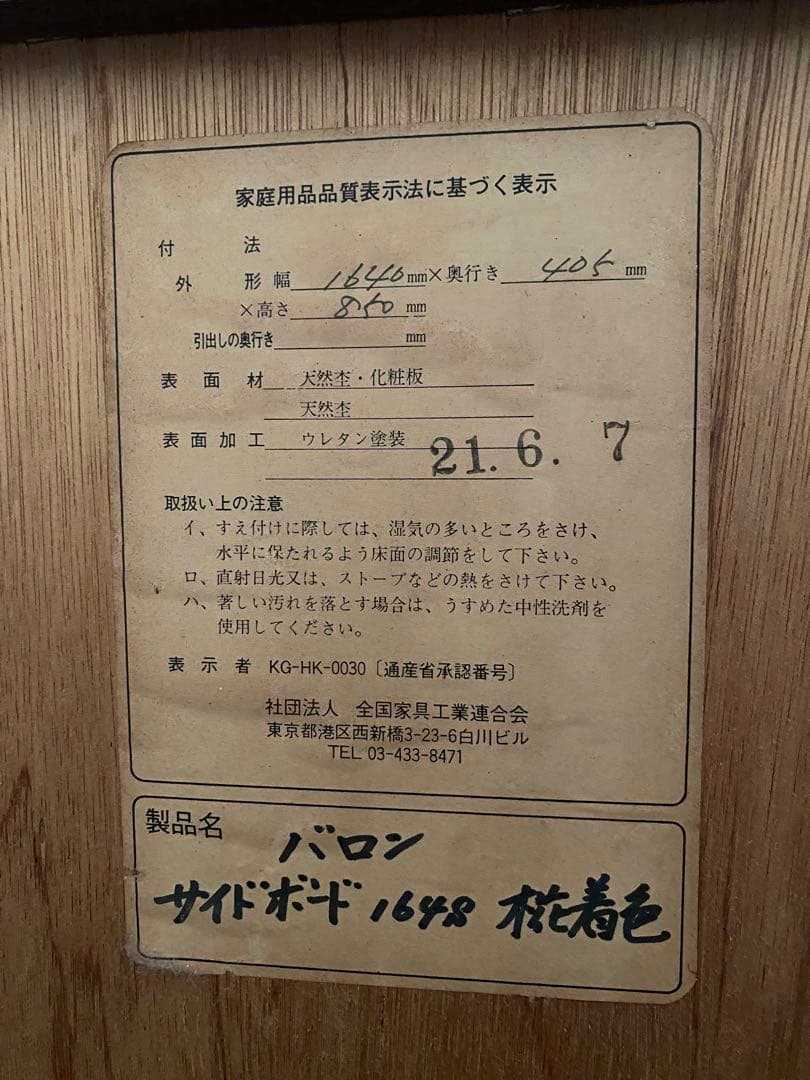 家庭用品品質表示法に基づく表示
付 法
外 形 幅 1640 mm × 奥行き 405 mm
×高さ 850 mm
引出しの奥行き mm
表 面 材 天然杢・化粧板
天然杢
表 面 加 工 ウレタン塗装
21. 6. 7
取扱い上の注意
イ、すえ付けに際しては、湿気の多いところをさけ、
水平に保たれるよう床面の調節をして下さい。
ロ、直射日光又は、ストーブなどの熱をさけて下さい。
ハ、著しい汚れを落とす場合は、うすめた中性洗剤を
使用してください。
表 示 者 KG-HK-0030〔通産省承認番号〕
社団法人 全国家具工業連合会
東京都港区西新橋3-23-6白川ビル
TEL 03-433-8471
製品名
バロン
サイドボード 1648 着色